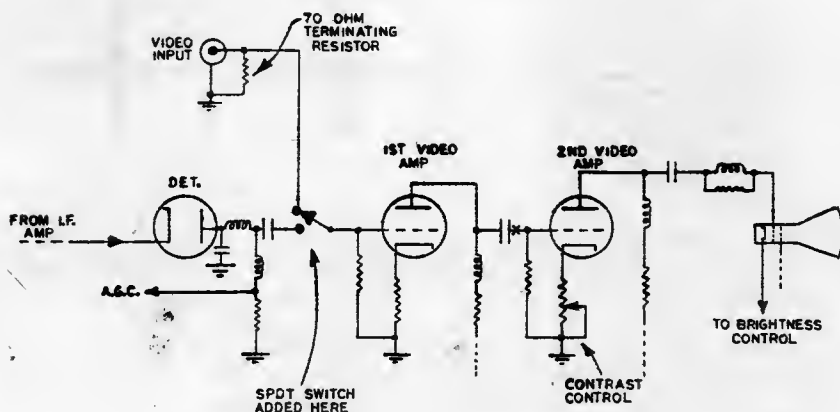 70 OHM
TERMINATING
RESISTOR
VIDEO
INPUT
1ST VIDEO
AMP
2ND VIDEO
AMP
DET.
FROM I.F.
AMP
A.G.C.
SPDT SWITCH
ADDED HERE
CONTRAST
CONTROL
TO BRIGHTNESS
CONTROL